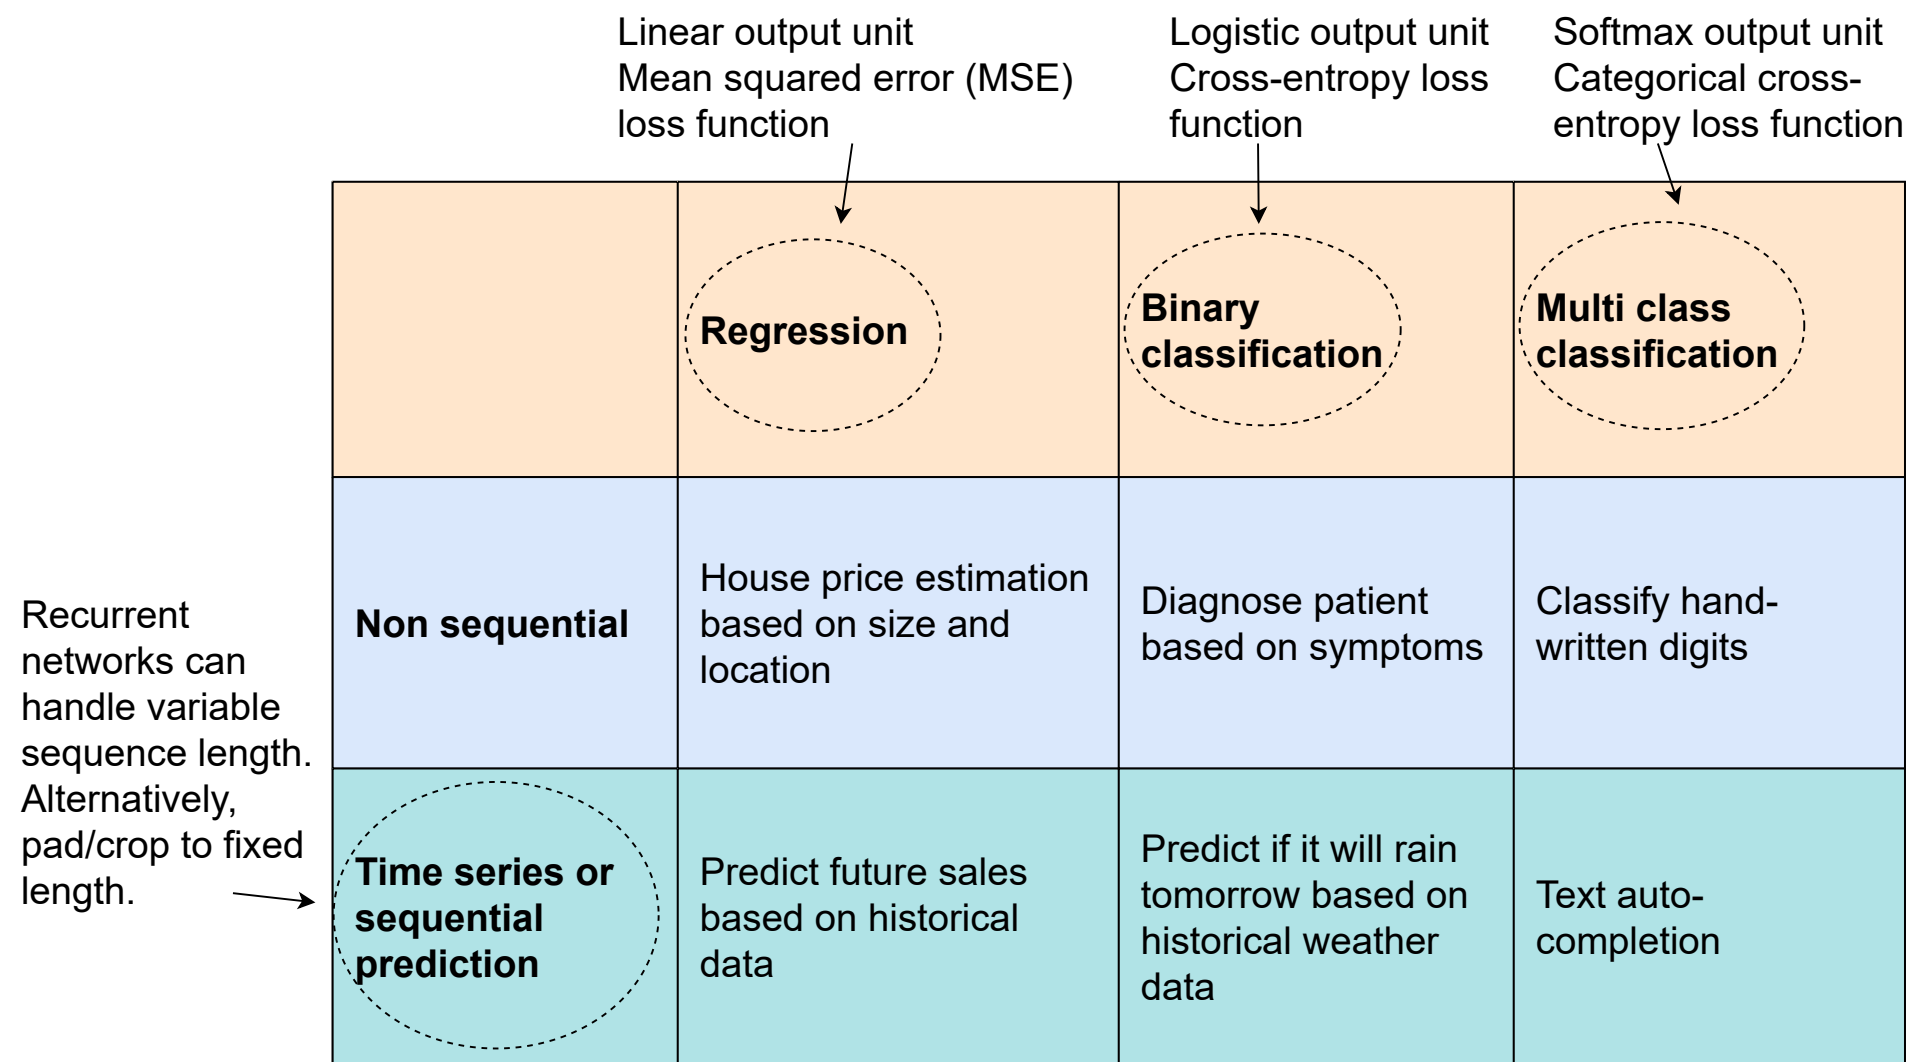 Linear output unit
Mean squared error (MSE)
loss function
Logistic output unit
Cross-entropy loss
function
Softmax output unit
Categorical cross-
entropy loss function
Regression
Binary
classification
Multi class
classification
Recurrent
networks can
handle variable
sequence length.
Alternatively,
pad/crop to fixed
length.
Non sequential
House price estimation
based on size and
location
Diagnose patient
based on symptoms
Classify hand-
written digits
Time series or
sequential
prediction
Predict future sales
based on historical
data
Predict if it will rain
tomorrow based on
historical weather
data
Text auto-
completion